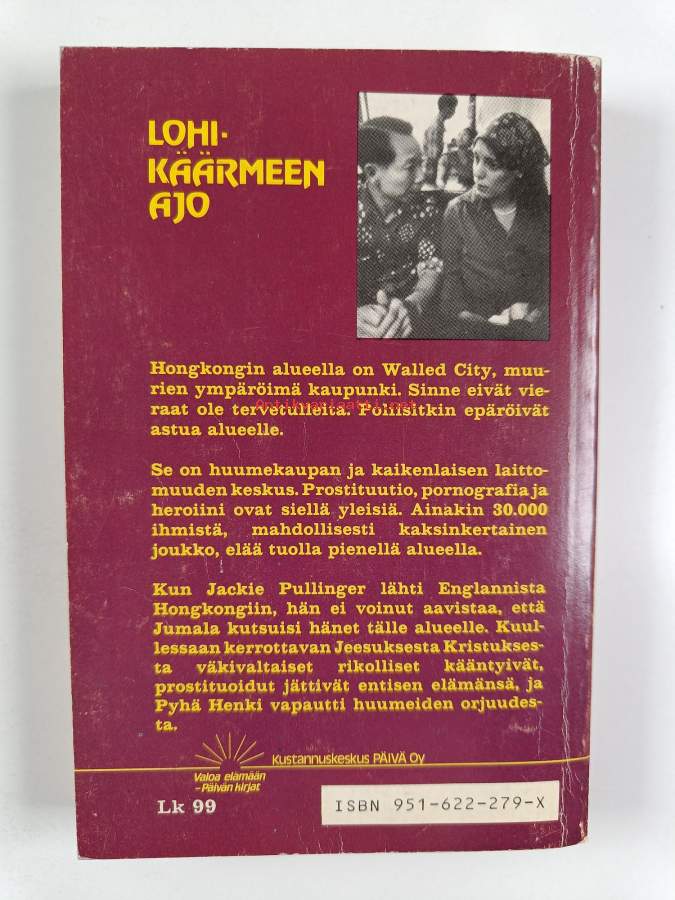 LOHI-
KÄÄRMEEN
AJO
Hongkongin alueella on Walled City, muu-
rien ympäröimä kaupunki. Sinne eivät vie-
raat ole tervetulleita. Poliisitkin epäröivät
Antikvariaatti.net
astua alueelle.
Se on huumekaupan ja kaikenlaisen laitto-
muuden keskus. Prostituutio, pornografia ja
heroiini ovat siellä yleisiä. Ainakin 30.000
ihmistä, mahdollisesti kaksinkertainen
joukko, elää tuolla pienellä alueella.
Kun Jackie Pullinger lähti Englannista
Hongkongiin, hän ei voinut aavistaa, että
Jumala kutsuisi hänet tälle alueelle. Kuul-
lessaan kerrottavan Jeesuksesta Kristukses-
ta väkivaltaiset rikolliset kääntyivät,
prostituoidut jättivät entisen elämänsä, ja
Pyhä Henki vapautti huumeiden orjuudes-
ta.
Kustannuskeskus PÄIVÄ Oy
Valoa elämään
-Päivän kirjat
Lk 99
ISBN 951-622-279-X